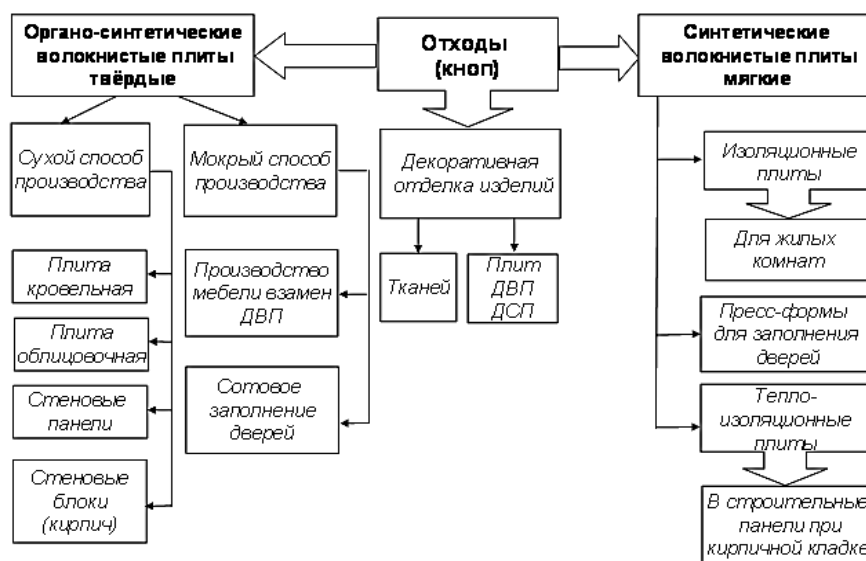 Органо-синтетические
волокнистые плиты
твёрдые
Отходы
(кноп)
Синтетические
волокнистые плиты
мягкие
Сухой способ
производства
Мокрый способ
производства
Декоративная
отделка изделий
Изоляционные
плиты
Для жилых
комнат
Плита
кровельная
Производство
мебели взамен
ДВП
Тканей
Плит
ДВП
ДСП
Плита
облицовочная
Пресс-формы
для заполнения
дверей
Стеновые
панели
Сотовое
заполнение
дверей
Тепло-
изоляционные
плиты
Стеновые
блоки
(кирпич)
В строительные
панели при
кирпичной кладке